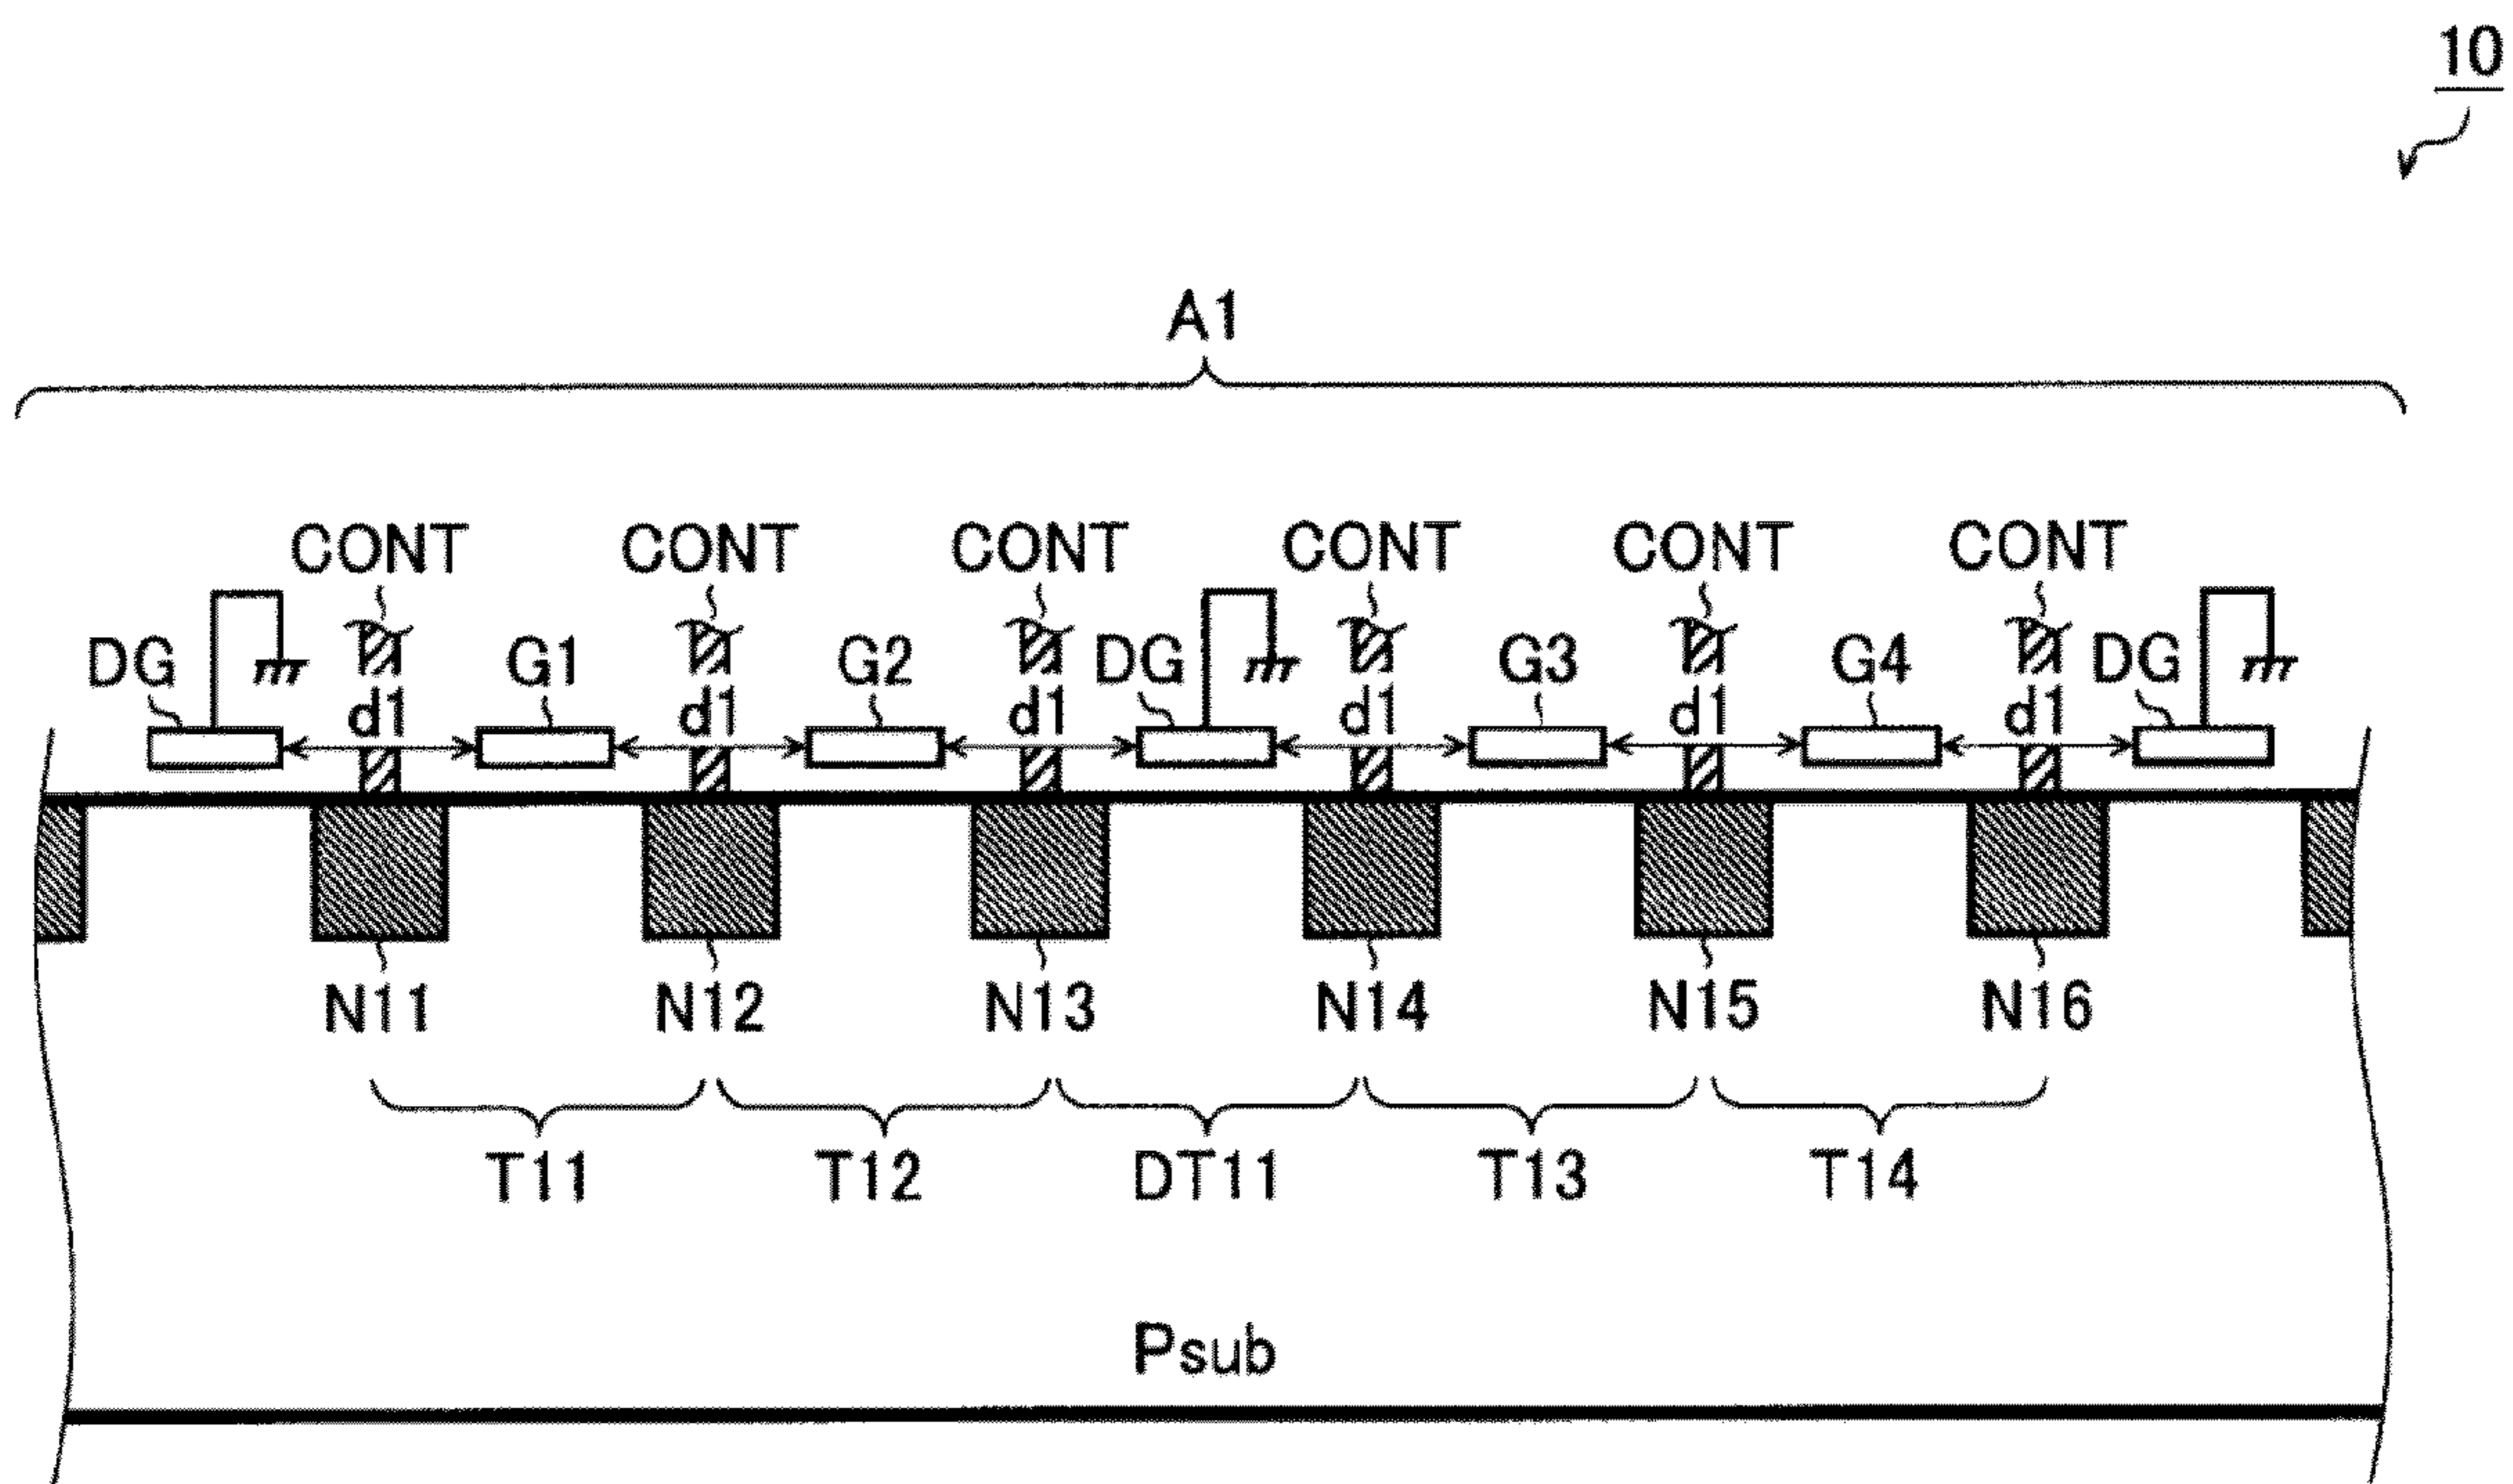 10
A1
CONT CONT CONT CONT CONT CONT
DG G1 G2 DG G3 G4 DG
d1 d1 d1 d1 d1 d1
N11 N12 N13 N14 N15 N16
T11 T12 DT11 T13 T14
Psub